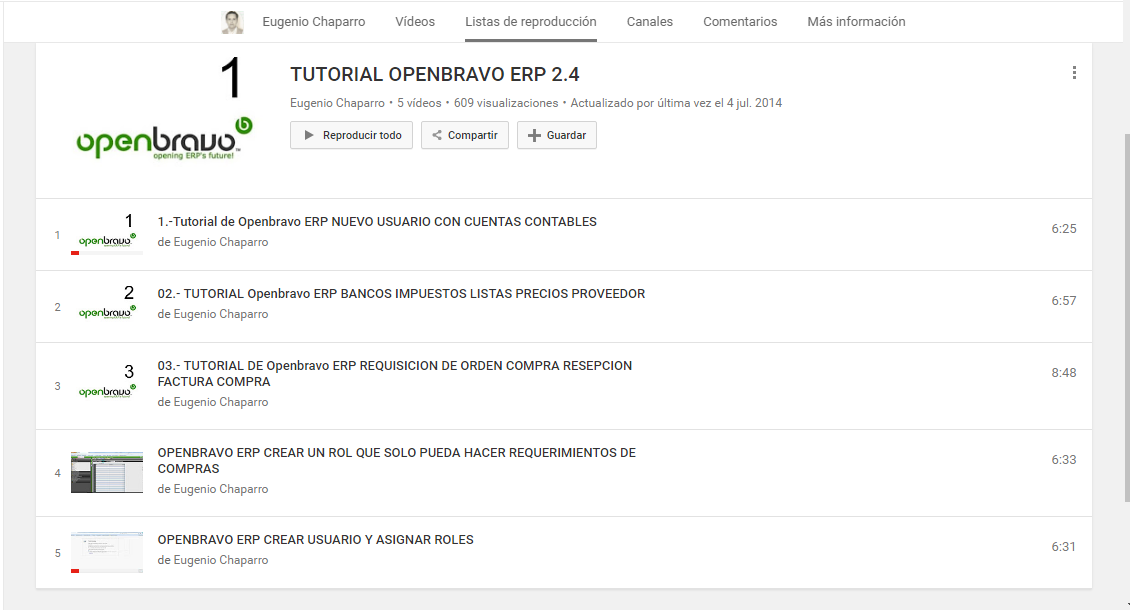 Eugenio Chaparro Vídeos Listas de reproducción Canales Comentarios Más información
1
openbravo
b
opening ERP's future!
TUTORIAL OPENBRAVO ERP 2.4
Eugenio Chaparro • 5 vídeos • 609 visualizaciones • Actualizado por última vez el 4 jul. 2014
Reproducir todo Compartir Guardar
1
1
openbravo
1.-Tutorial de Openbravo ERP NUEVO USUARIO CON CUENTAS CONTABLES
de Eugenio Chaparro
6:25
2
2
openbravo
02.- TUTORIAL Openbravo ERP BANCOS IMPUESTOS LISTAS PRECIOS PROVEEDOR
de Eugenio Chaparro
6:57
3
3
openbravo
03.- TUTORIAL DE Openbravo ERP REQUISICION DE ORDEN COMPRA RESEPCION
FACTURA COMPRA
de Eugenio Chaparro
8:48
4
OPENBRAVO ERP CREAR UN ROL QUE SOLO PUEDA HACER REQUERIMIENTOS DE
COMPRAS
de Eugenio Chaparro
6:33
5
OPENBRAVO ERP CREAR USUARIO Y ASIGNAR ROLES
de Eugenio Chaparro
6:31